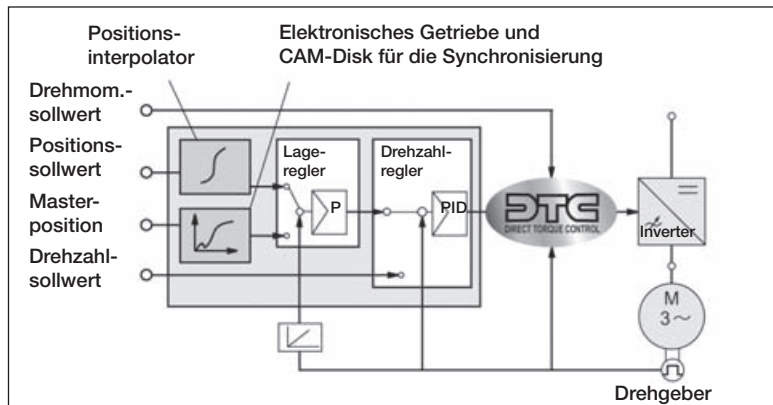 Positions-
interpolator
Elektronisches Getriebe und
CAM-Disk für die Synchronisierung
Drehmom.-
sollwert
Positions-
sollwert
Master-
position
Drehzahl-
sollwert
Lage-
regler
P
Drehzahl-
regler
PID
DTC
DIRECT TORQUE CONTROL
Inverter
M
3~
Drehgeber